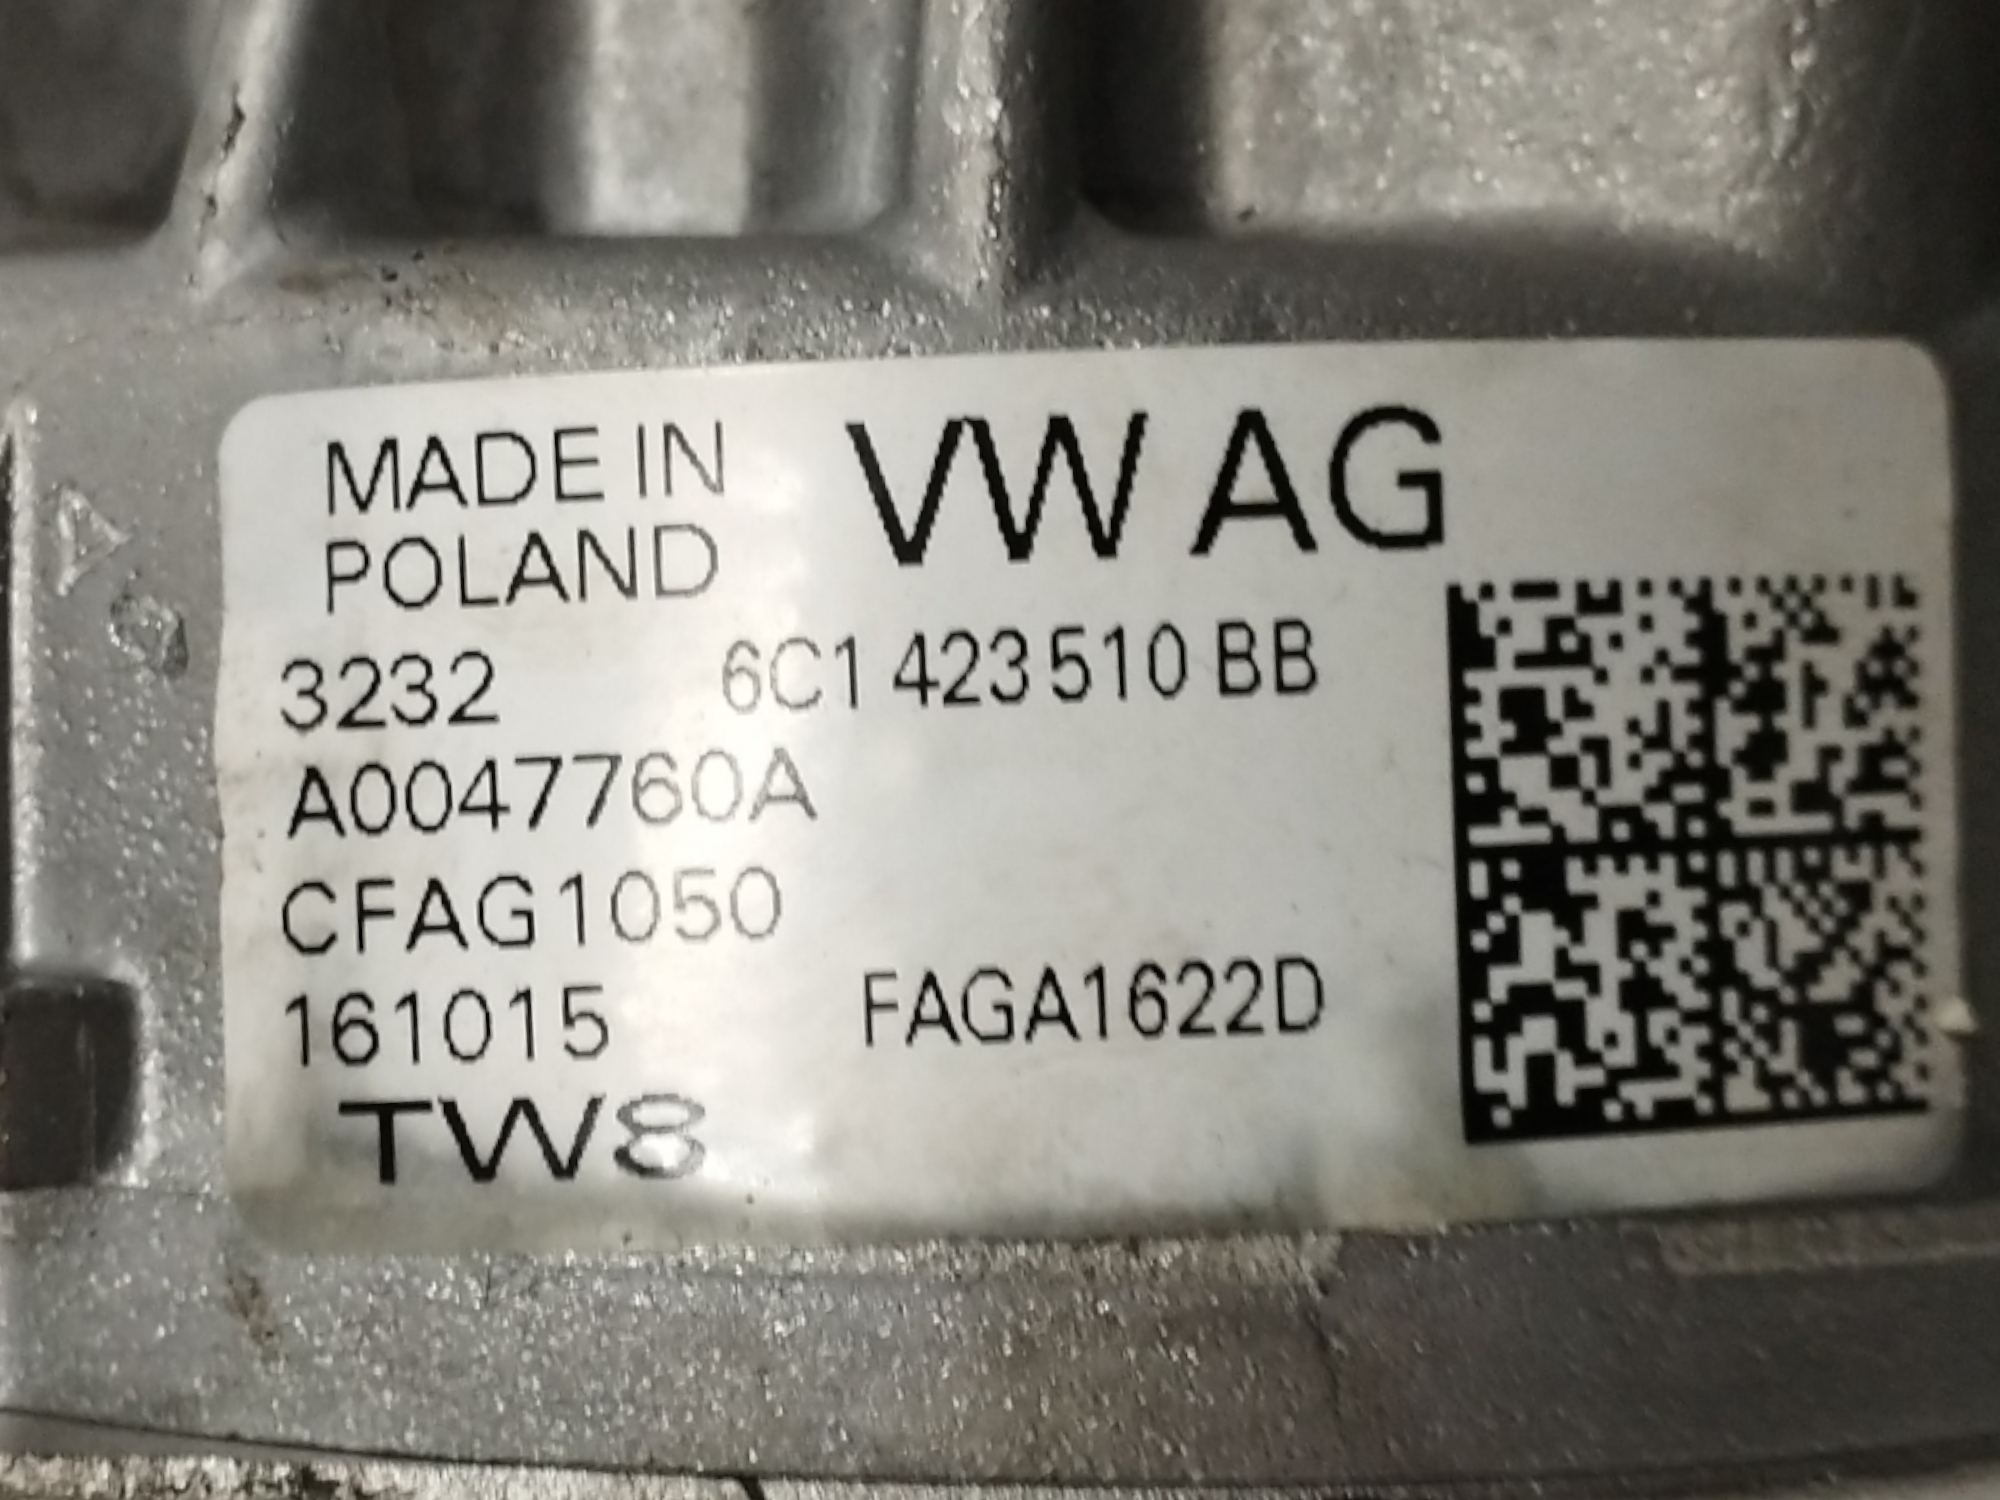 MADE IN
POLAND
VW AG
3232 6C1 423 510 BB
A0047760A
CFAG1050
161015 FAGA1622D
TW8